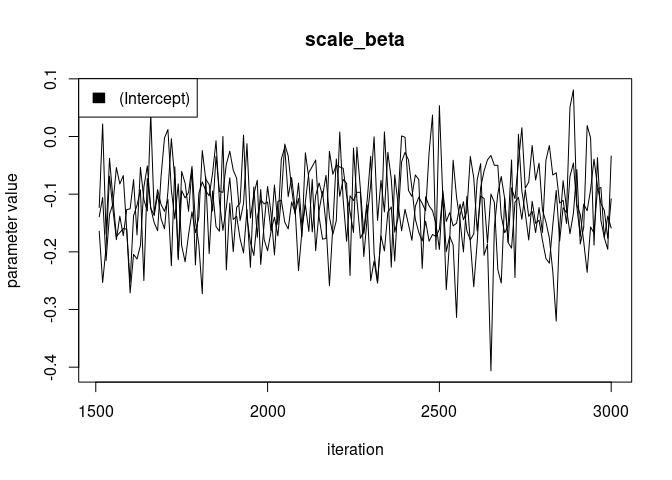 scale_beta
(Intercept)
parameter value
0.1
0.0
-0.1
-0.2
-0.3
-0.4
1500 2000 2500 3000
iteration